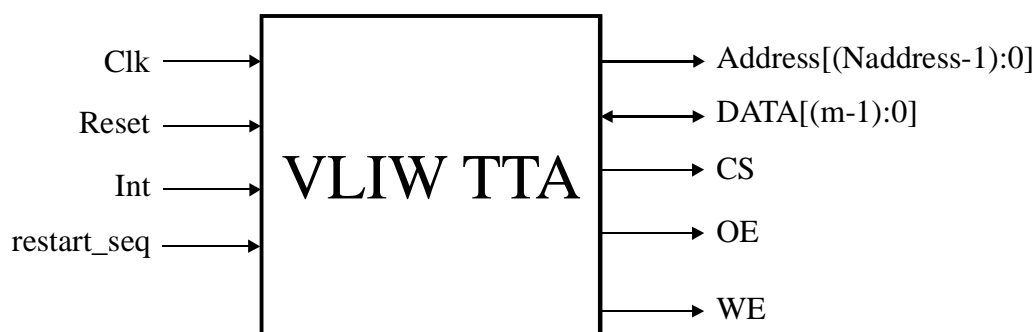 Clk
Reset
Int
restart_seq
VLIW TTA
Address[(Naddress-1):0]
DATA[(m-1):0]
CS
OE
WE